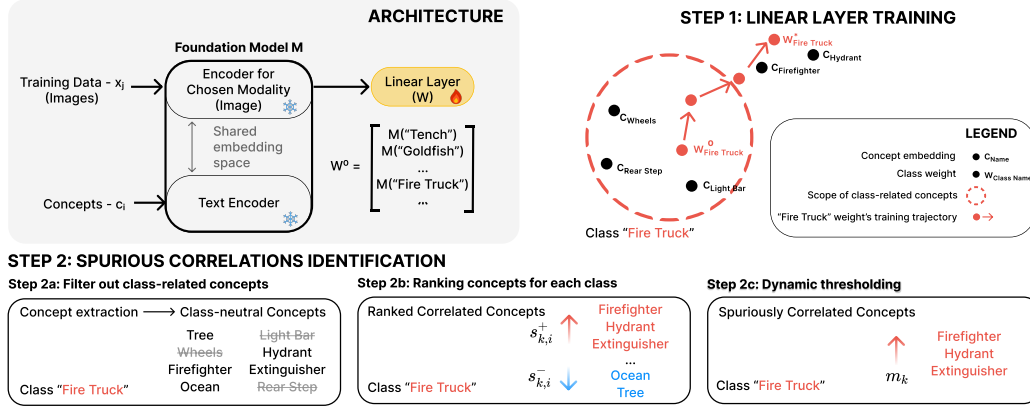 ARCHITECTURE
Foundation Model M
Training Data - xⱼ
(Images)
Encoder for
Chosen Modality
(Image)
Linear Layer
(W)
Shared
embedding
space
W⁰ =
M("Tench")
M("Goldfish")
...
M("Fire Truck")
...
Concepts - cᵢ
Text Encoder
STEP 1: LINEAR LAYER TRAINING
W*Fire Truck
CHydrant
CFirefighter
CWheels
W⁰Fire Truck
CRear Step
CLight Bar
Class "Fire Truck"
LEGEND
Concept embedding CName
Class weight WClass Name
Scope of class-related concepts
"Fire Truck" weight's training trajectory
STEP 2: SPURIOUS CORRELATIONS IDENTIFICATION
Step 2a: Filter out class-related concepts
Concept extraction Class-neutral Concepts
Tree Light Bar
Wheels Hydrant
Firefighter Extinguisher
Ocean Rear Step
Class "Fire Truck"
Step 2b: Ranking concepts for each class
Ranked Correlated Concepts
s⁺k,i
Firefighter
Hydrant
Extinguisher
...
s⁻k,i
Ocean
Tree
Class "Fire Truck"
Step 2c: Dynamic thresholding
Spuriously Correlated Concepts
Firefighter
Hydrant
Extinguisher
mk
Class "Fire Truck"